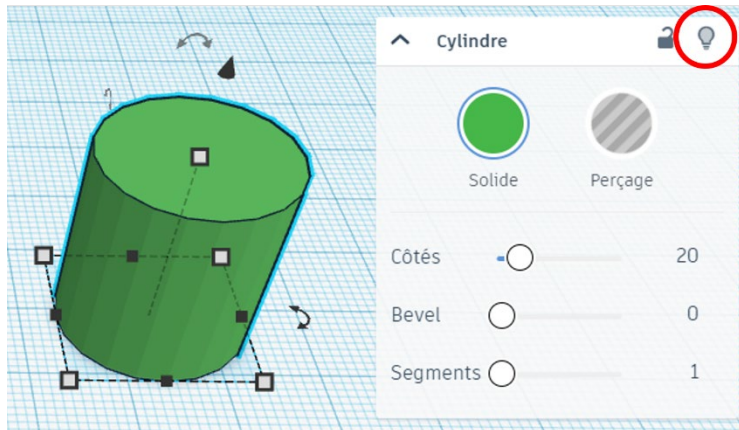 Cylindre
Solide Perçage
Côtés 20
Bevel 0
Segments 1